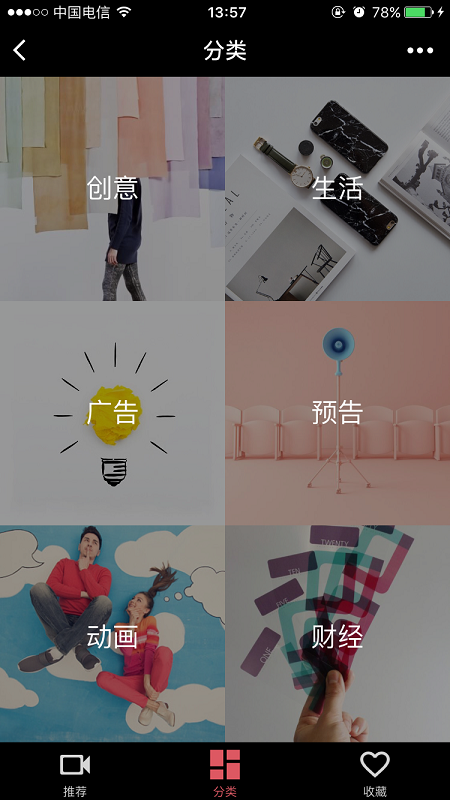 中国电信 13:57 78%
分类
创意
生活
广告
预告
动画
TWENTY
TEN
FIVE
ONE
财经
推荐
分类
收藏